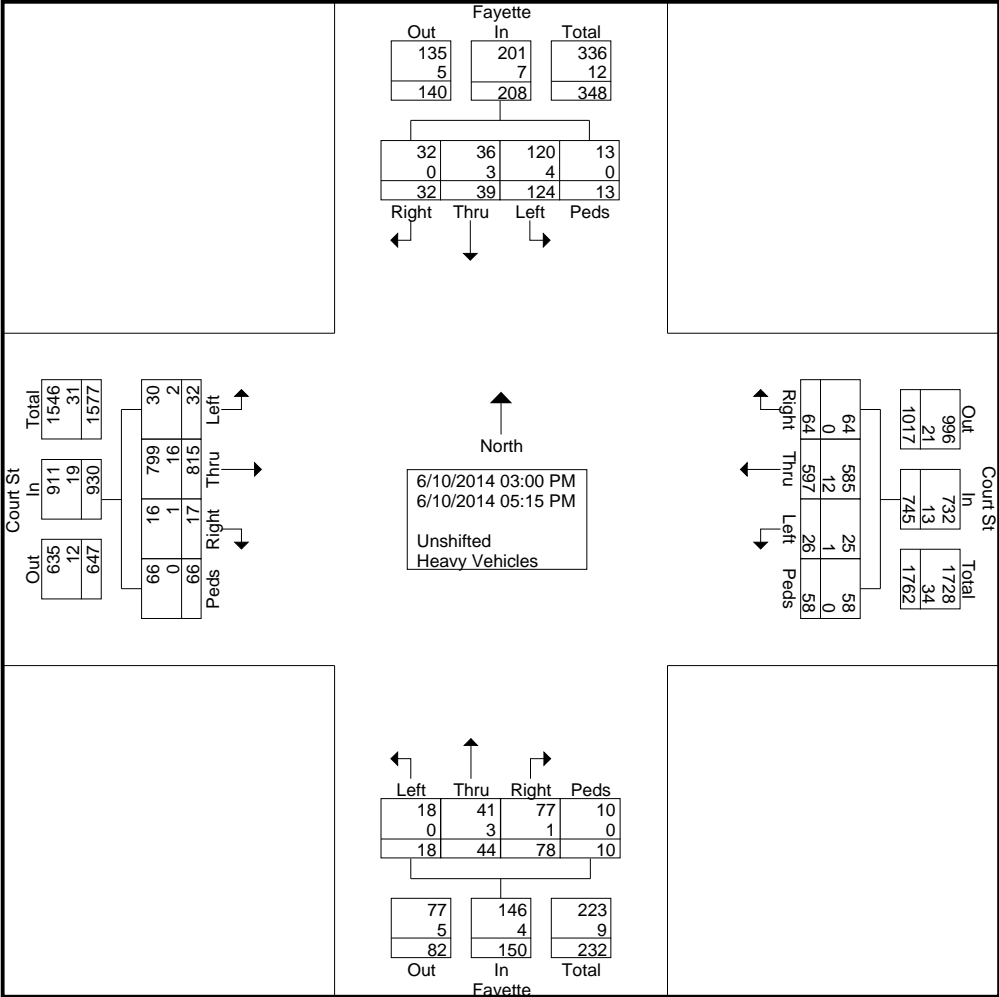 Fayette
Out In Total
135 201 336
5 7 12
140 208 348
32 36 120 13
0 3 4 0
32 39 124 13
Right Thru Left Peds
Court St
Total In Out
1546 911 635
31 19 12
1577 930 647
30 799 16 66
2 16 1 0
32 815 17 66
Left Thru Right Peds
North
6/10/2014 03:00 PM
6/10/2014 05:15 PM
Unshifted
Heavy Vehicles
Court St
Out In Total
996 732 1728
21 13 34
1017 745 1762
64 585 25 58
0 12 1 0
64 597 26 58
Right Thru Left Peds
Left Thru Right Peds
18 41 77 10
0 3 1 0
18 44 78 10
77 146 223
5 4 9
82 150 232
Out In Total
Fayette